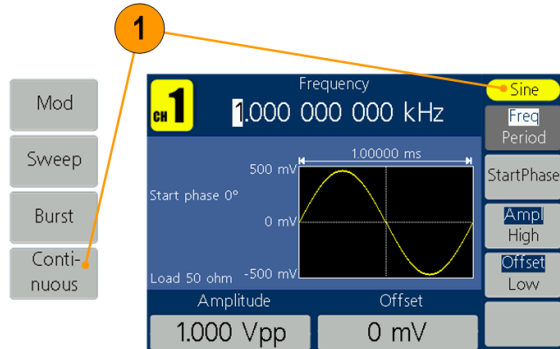 1
Mod
Sweep
Burst
Conti-
nuous
CH 1
Frequency
1.000 000 000 kHz
1.00000 ms
500 mV
Start phase 0°
0 mV
Load 50 ohm
-500 mV
Amplitude
Offset
1.000 Vpp
0 mV
Sine
Freq
Period
StartPhase
Ampl
High
Offset
Low